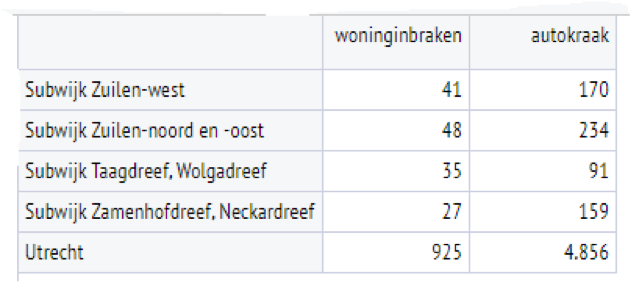 woninginbraken autokraak
Subwijk Zuilen-west 41 170
Subwijk Zuilen-noord en -oost 48 234
Subwijk Taagdreef, Wolgadreef 35 91
Subwijk Zamenhofdreef, Neckardreef 27 159
Utrecht 925 4.856